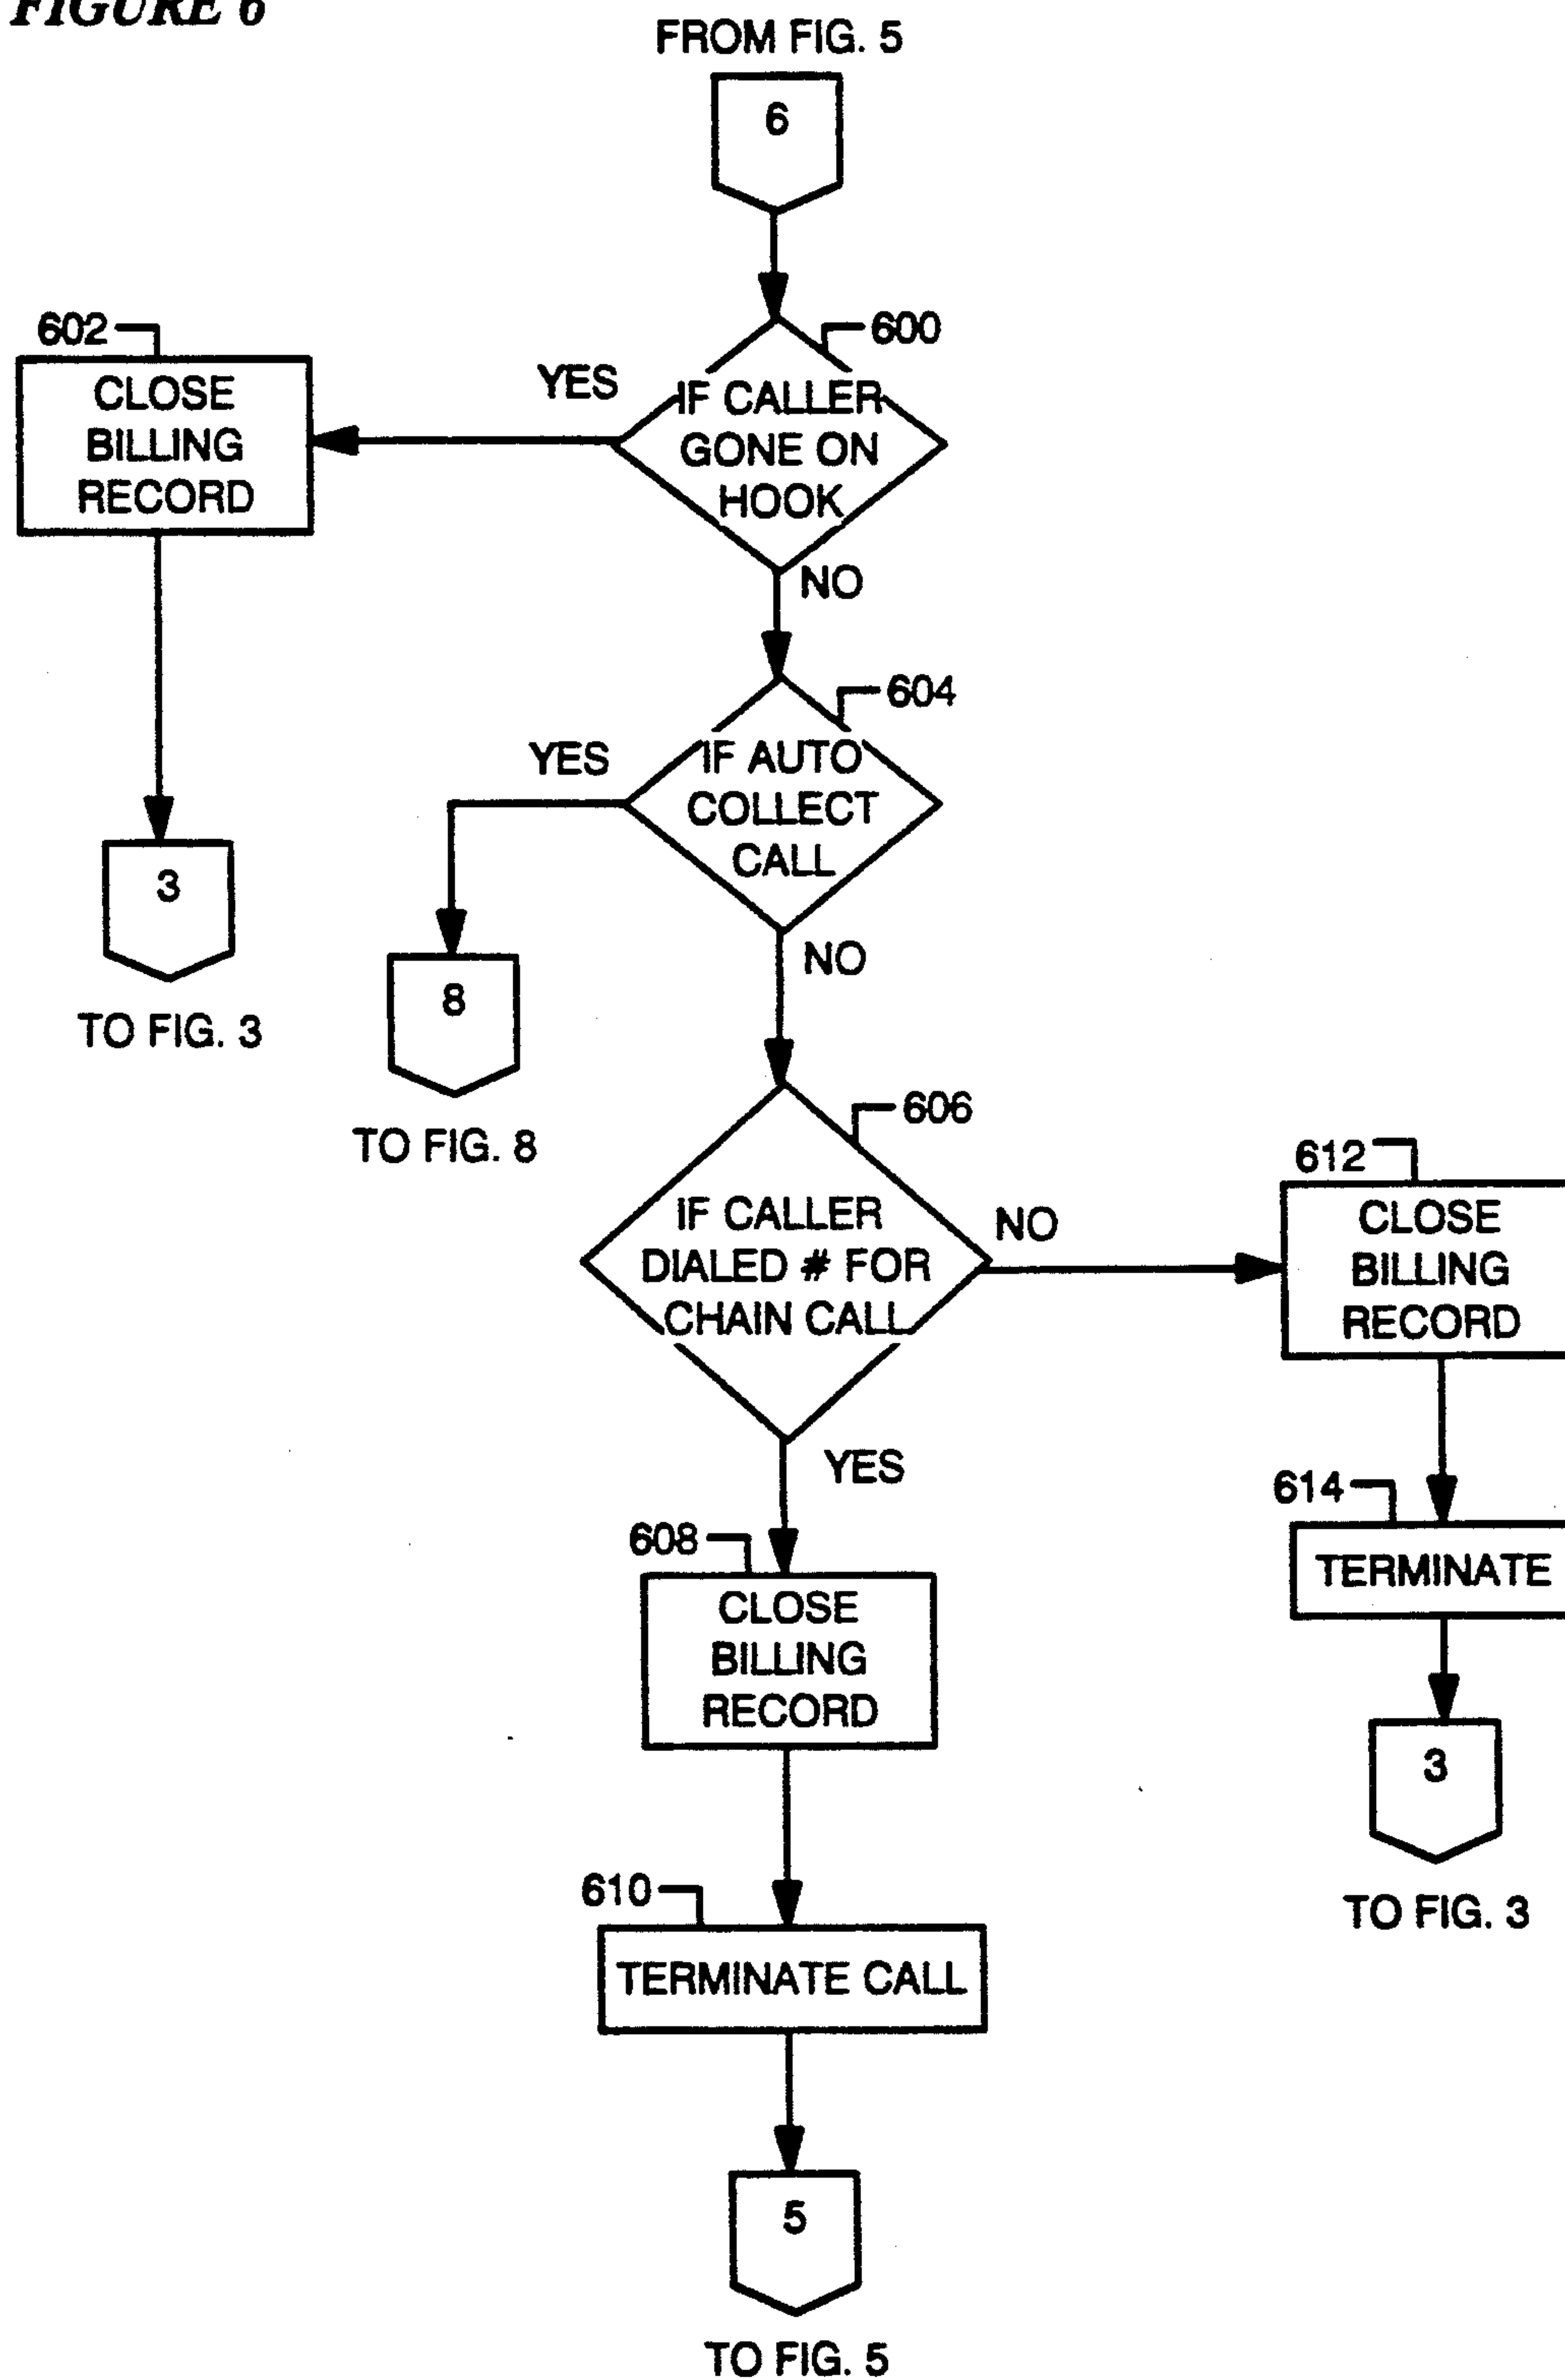 FIGURE 6
FROM FIG. 5
6
600
IF CALLER
GONE ON
HOOK
YES
NO
602
CLOSE
BILLING
RECORD
3
TO FIG. 3
604
IF AUTO
COLLECT
CALL
YES
NO
8
TO FIG. 8
606
IF CALLER
DIALED # FOR
CHAIN CALL
NO
YES
612
CLOSE
BILLING
RECORD
614
TERMINATE
3
TO FIG. 3
608
CLOSE
BILLING
RECORD
610
TERMINATE CALL
5
TO FIG. 5